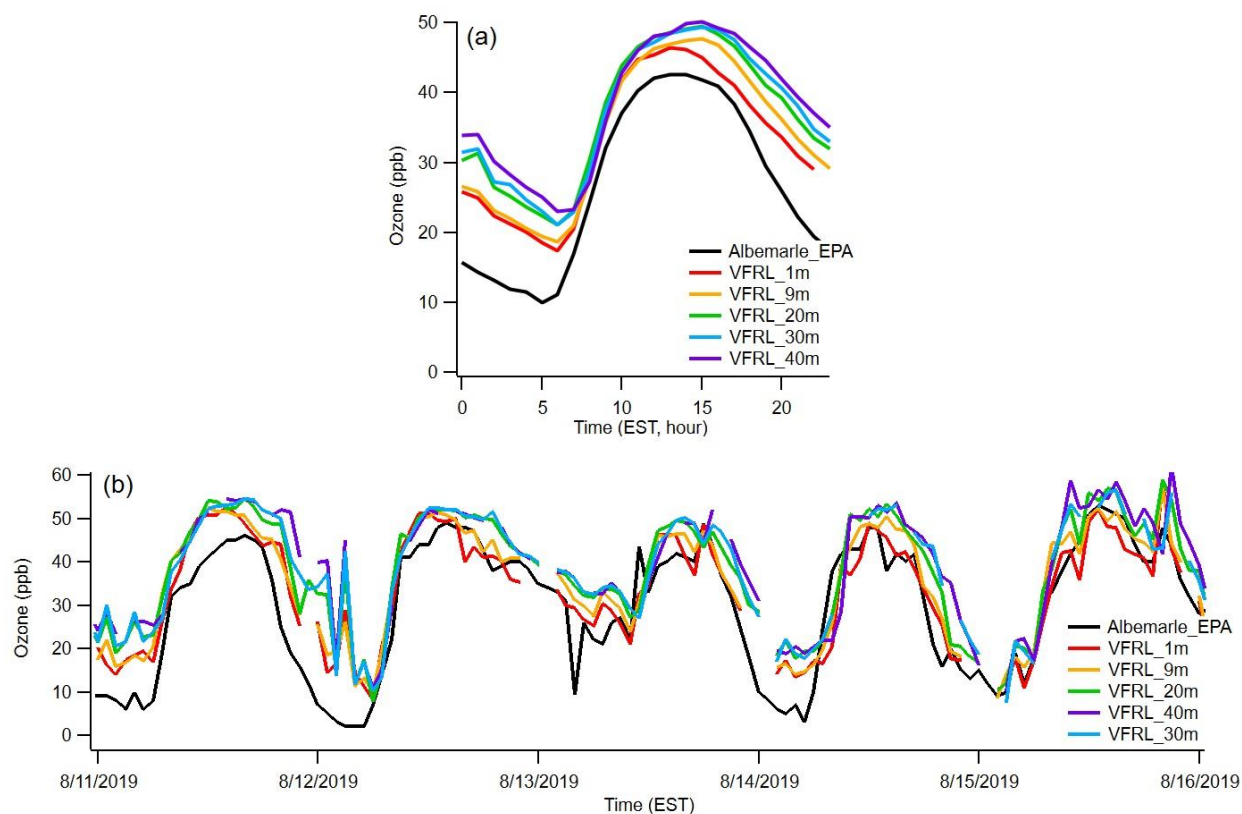 (a)
Ozone (ppb)
50
40
30
20
10
0
Albemarle_EPA
VFRL_1m
VFRL_9m
VFRL_20m
VFRL_30m
VFRL_40m
0 5 10 15 20
Time (EST, hour)
(b)
Ozone (ppb)
60
50
40
30
20
10
0
Albemarle_EPA
VFRL_1m
VFRL_9m
VFRL_20m
VFRL_40m
VFRL_30m
8/11/2019 8/12/2019 8/13/2019 8/14/2019 8/15/2019 8/16/2019
Time (EST)